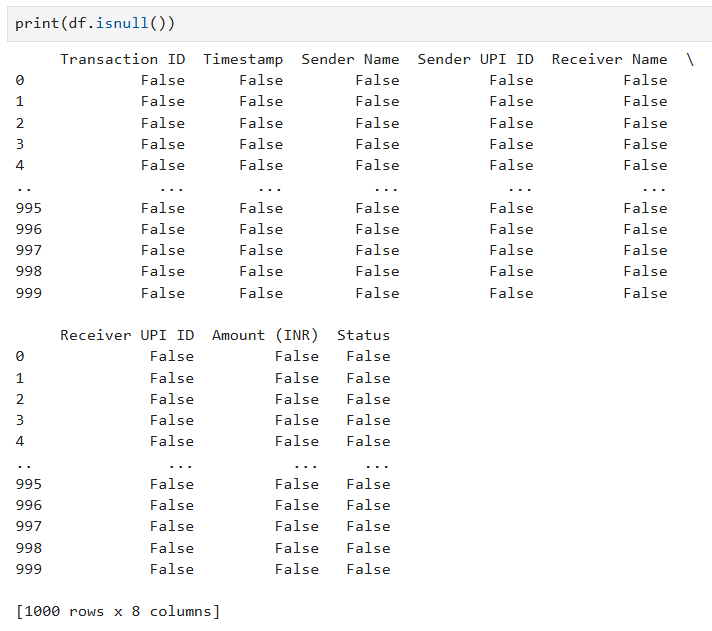 print(df.isnull())
Transaction ID Timestamp Sender Name Sender UPI ID Receiver Name \
0 False False False False False
1 False False False False False
2 False False False False False
3 False False False False False
4 False False False False False
.. ... ... ... ... ...
995 False False False False False
996 False False False False False
997 False False False False False
998 False False False False False
999 False False False False False
Receiver UPI ID Amount (INR) Status
0 False False False
1 False False False
2 False False False
3 False False False
4 False False False
.. ... ... ...
995 False False False
996 False False False
997 False False False
998 False False False
999 False False False
[1000 rows x 8 columns]